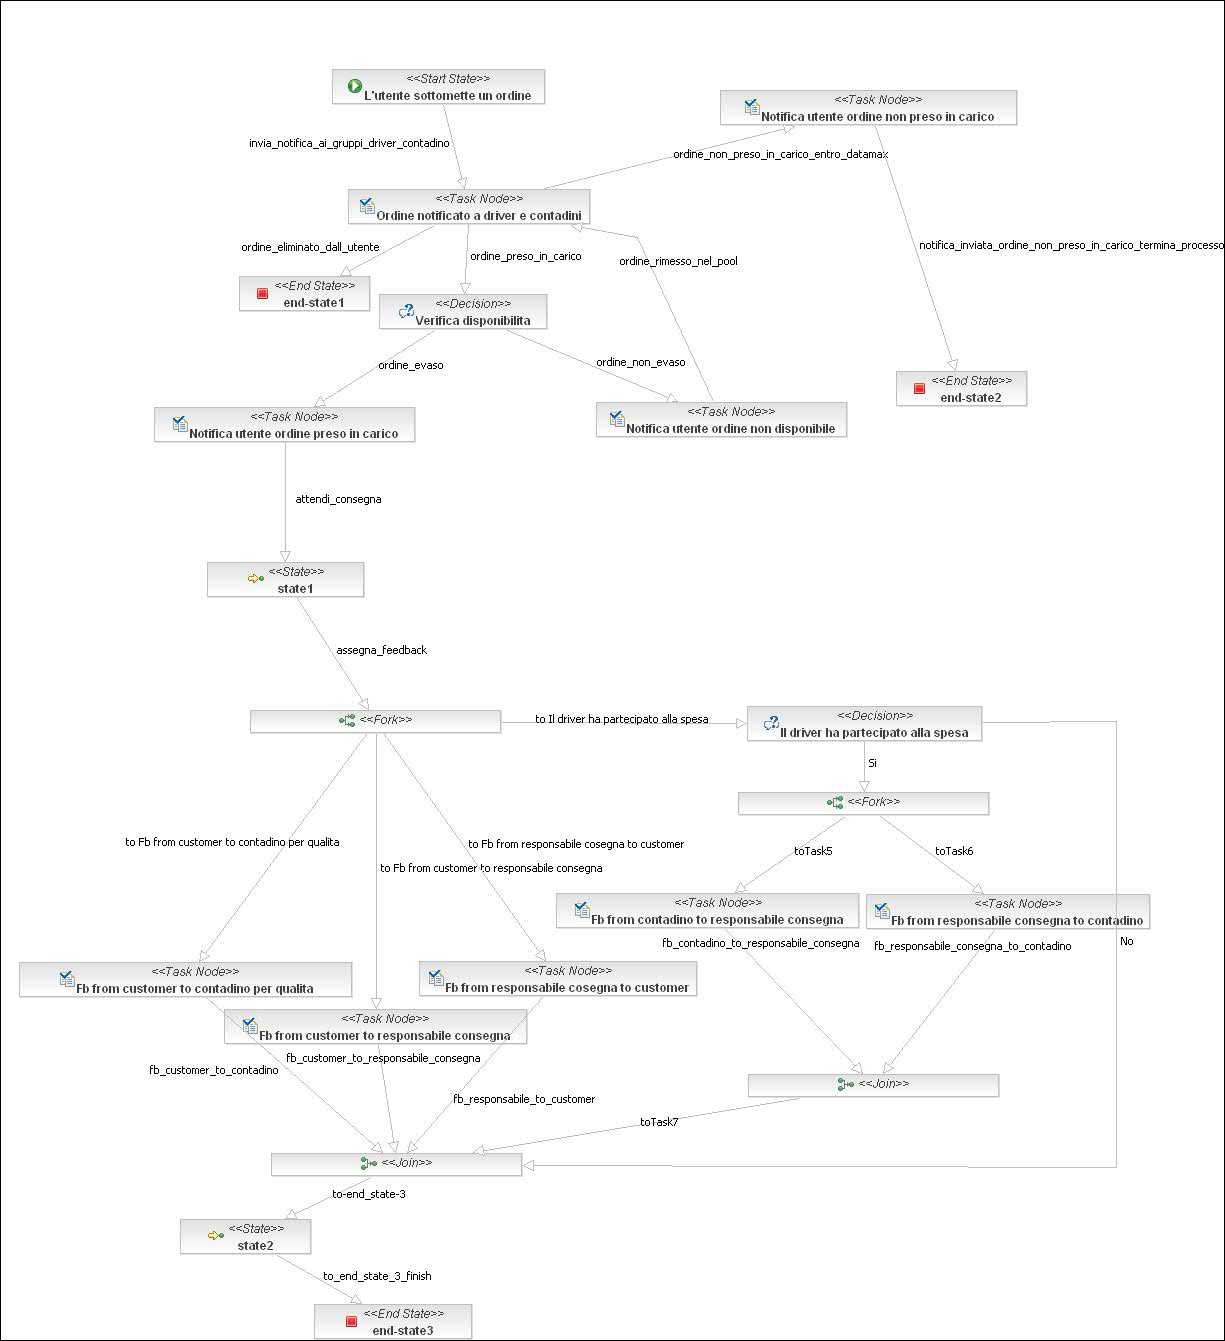 <<Start State>>
L'utente sottomette un ordine
<<Task Node>>
Notifica utente ordine non preso in carico
invia_notifica_ai_gruppi_driver_contadino
ordine_non_preso_in_carico_entro_datamax
<<Task Node>>
Ordine notificato a driver e contadini
ordine_eliminato_dall_utente
ordine_preso_in_carico
ordine_rimesso_nel_pool
notifica_inviata_ordine_non_preso_in_carico_termina_processo
<<End State>>
end-state1
<<Decision>>
Verifica disponibilita
ordine_evaso
ordine_non_evaso
<<End State>>
end-state2
<<Task Node>>
Notifica utente ordine preso in carico
<<Task Node>>
Notifica utente ordine non disponibile
attendi_consegna
<<State>>
state1
assegna_feedback
<<Fork>>
to Il driver ha partecipato alla spesa
<<Decision>>
Il driver ha partecipato alla spesa
Si
<<Fork>>
to Fb from customer to contadino per qualita
to Fb from responsabile cosegna to customer
to Fb from customer to responsabile consegna
toTask5
toTask6
<<Task Node>>
Fb from contadino to responsabile consegna
<<Task Node>>
Fb from responsabile consegna to contadino
fb_contadino_to_responsabile_consegna
fb_responsabile_consegna_to_contadino
No
<<Task Node>>
Fb from customer to contadino per qualita
<<Task Node>>
Fb from responsabile cosegna to customer
<<Task Node>>
Fb from customer to responsabile consegna
fb_customer_to_responsabile_consegna
fb_customer_to_contadino
fb_responsabile_to_customer
<<Join>>
toTask7
<<Join>>
to-end_state-3
<<State>>
state2
to_end_state_3_finish
<<End State>>
end-state3